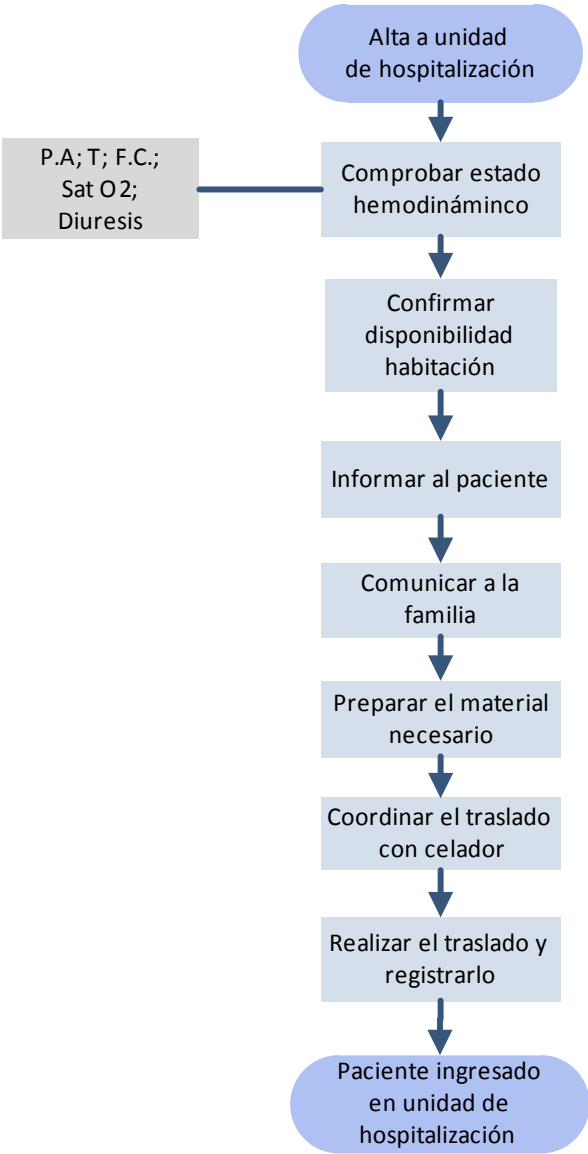 Alta a unidad
de hospitalización
P.A; T; F.C.;
Sat O2;
Diuresis
Comprobar estado
hemodináminco
Confirmar
disponibilidad
habitación
Informar al paciente
Comunicar a la
familia
Preparar el material
necesario
Coordinar el traslado
con celador
Realizar el traslado y
registrarlo
Paciente ingresado
en unidad de
hospitalización